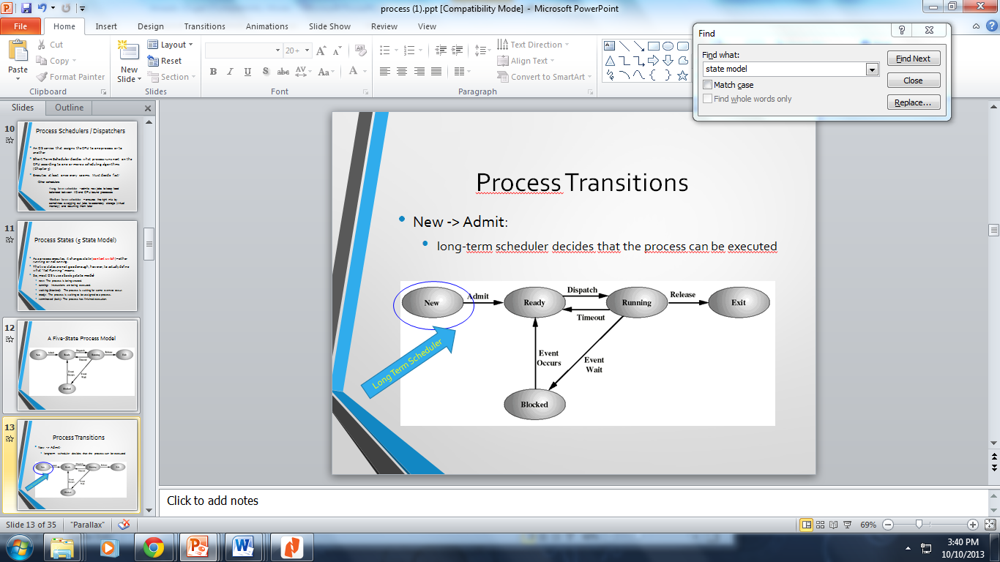 process (1).ppt [Compatibility Mode] - Microsoft PowerPoint
File Home Insert Design Transitions Animations Slide Show Review View
Paste
Cut
Copy
Format Painter
Clipboard
New Slide
Layout
Reset
Section
Slides
20
B I U S abc AV Aa A
Font
Text Direction
Align Text
Convert to SmartArt
Paragraph
Find
Find what:
state model
Match case
Find whole words only
Find Next
Close
Replace...
Slides Outline
10
Process Schedulers / Dispatchers
11
Process States (5 State Model)
12
A Five-State Process Model
13
Process Transitions
New -> Admit:
long-term scheduler decides that the process can be executed
Process Transitions
New -> Admit:
long-term scheduler decides that the process can be executed
New
Admit
Ready
Dispatch
Timeout
Running
Release
Exit
Long Term Scheduler
Event
Occurs
Event
Wait
Blocked
Click to add notes
Slide 13 of 35
"Parallax"
69%
3:40 PM
10/10/2013